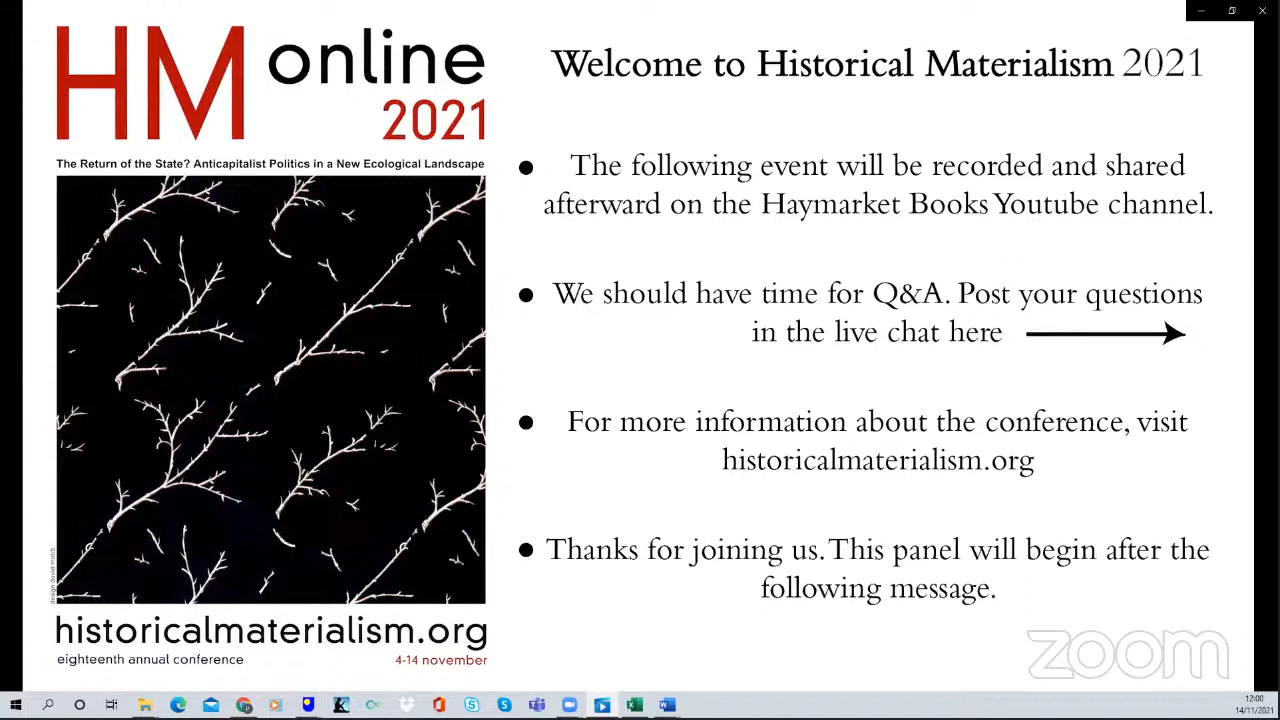 HM online
2021
The Return of the State? Anticapitalist Politics in a New Ecological Landscape
design david mabb
historicalmaterialism.org
eighteenth annual conference
4-14 november
Welcome to Historical Materialism 2021
● The following event will be recorded and shared
afterward on the Haymarket Books Youtube channel.
● We should have time for Q&A. Post your questions
in the live chat here
● For more information about the conference, visit
historicalmaterialism.org
● Thanks for joining us. This panel will begin after the
following message.
zoom
12:00
14/11/2021